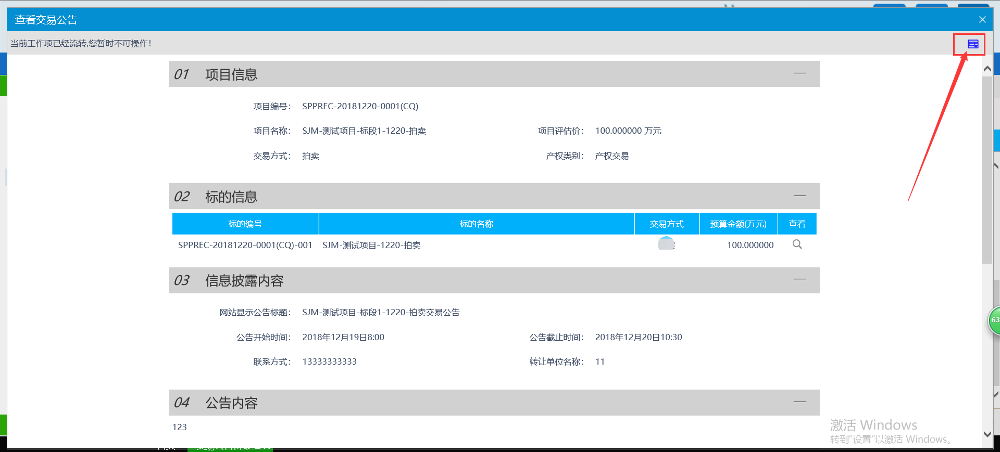 查看交易公告
当前工作项已经流转,您暂时不可操作!
01 项目信息
项目编号： SPPREC-20181220-0001(CQ)
项目名称： SJM-测试项目-标段1-1220-拍卖 项目评估价： 100.000000 万元
交易方式： 拍卖 产权类别： 产权交易
02 标的信息
标的编号 标的名称 交易方式 预算金额(万元) 查看
SPPREC-20181220-0001(CQ)-001 SJM-测试项目-1220-拍卖 100.000000
03 信息披露内容
网站显示公告标题： SJM-测试项目-标段1-1220-拍卖交易公告
公告开始时间： 2018年12月19日8:00 公告截止时间： 2018年12月20日10:30
63
联系方式： 13333333333 转让单位名称： 11
04 公告内容
123
激活 Windows
转到"设置"以激活 Windows。